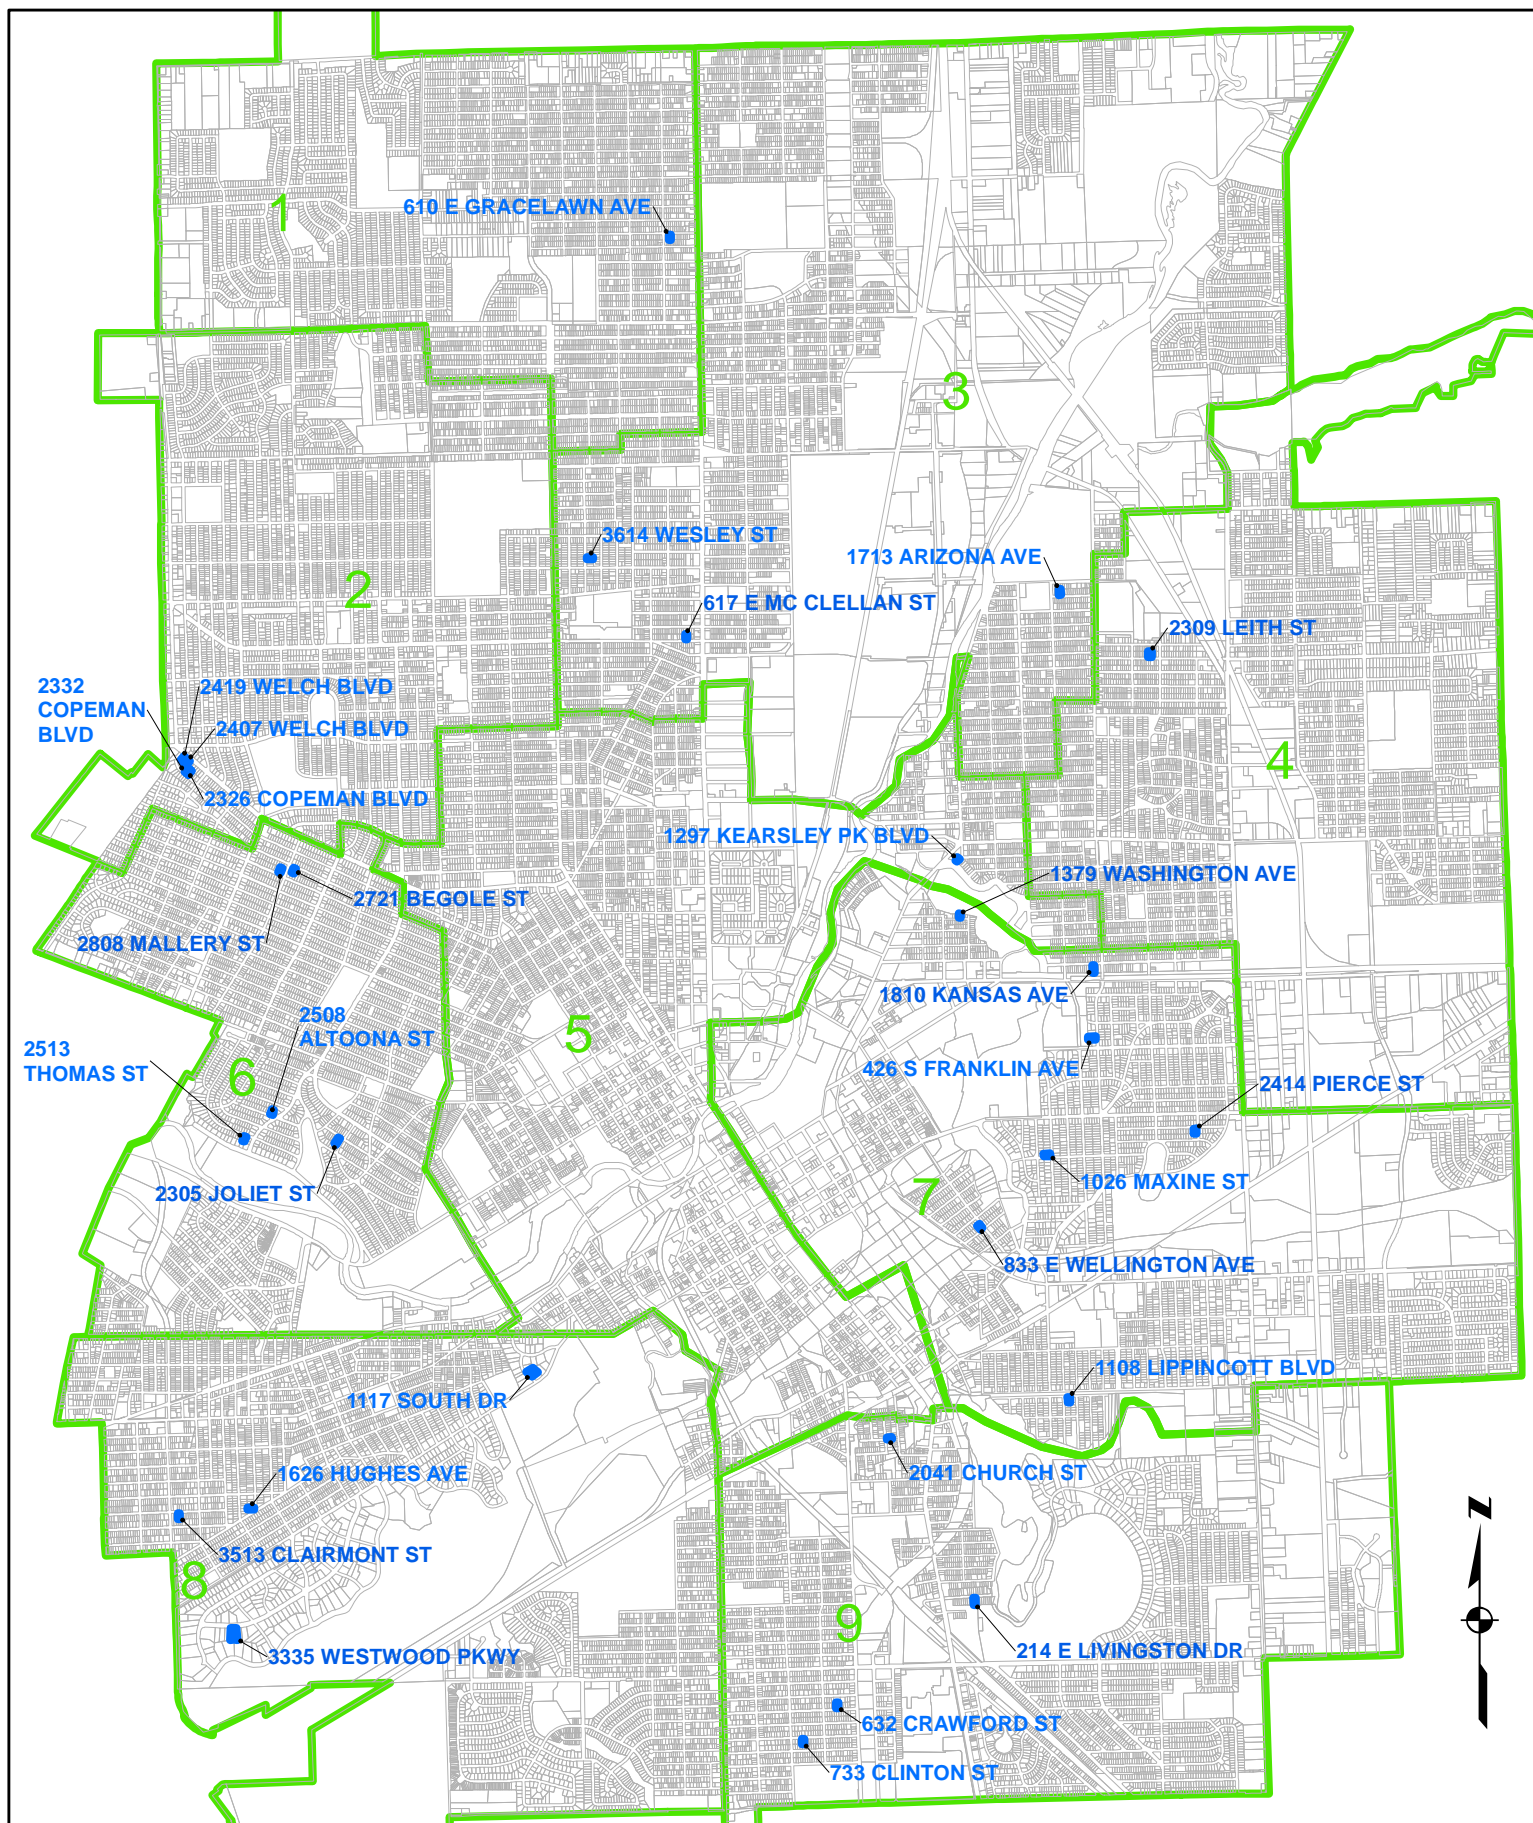 1
610 E GRACELAWN AVE
3
3614 WESLEY ST
1713 ARIZONA AVE
2
617 E MC CLELLAN ST
2309 LEITH ST
2332
COPEMAN
BLVD
2419 WELCH BLVD
2407 WELCH BLVD
4
2326 COPEMAN BLVD
1297 KEARSLEY PK BLVD
1379 WASHINGTON AVE
2721 BEGOLE ST
2808 MALLERY ST
1810 KANSAS AVE
2508
ALTOONA ST
5
2513
THOMAS ST
6
426 S FRANKLIN AVE
2414 PIERCE ST
2305 JOLIET ST
7
1026 MAXINE ST
833 E WELLINGTON AVE
1108 LIPPINCOTT BLVD
1117 SOUTH DR
1626 HUGHES AVE
2041 CHURCH ST
3513 CLAIRMONT ST
8
9
3335 WESTWOOD PKWY
214 E LIVINGSTON DR
632 CRAWFORD ST
733 CLINTON ST
N